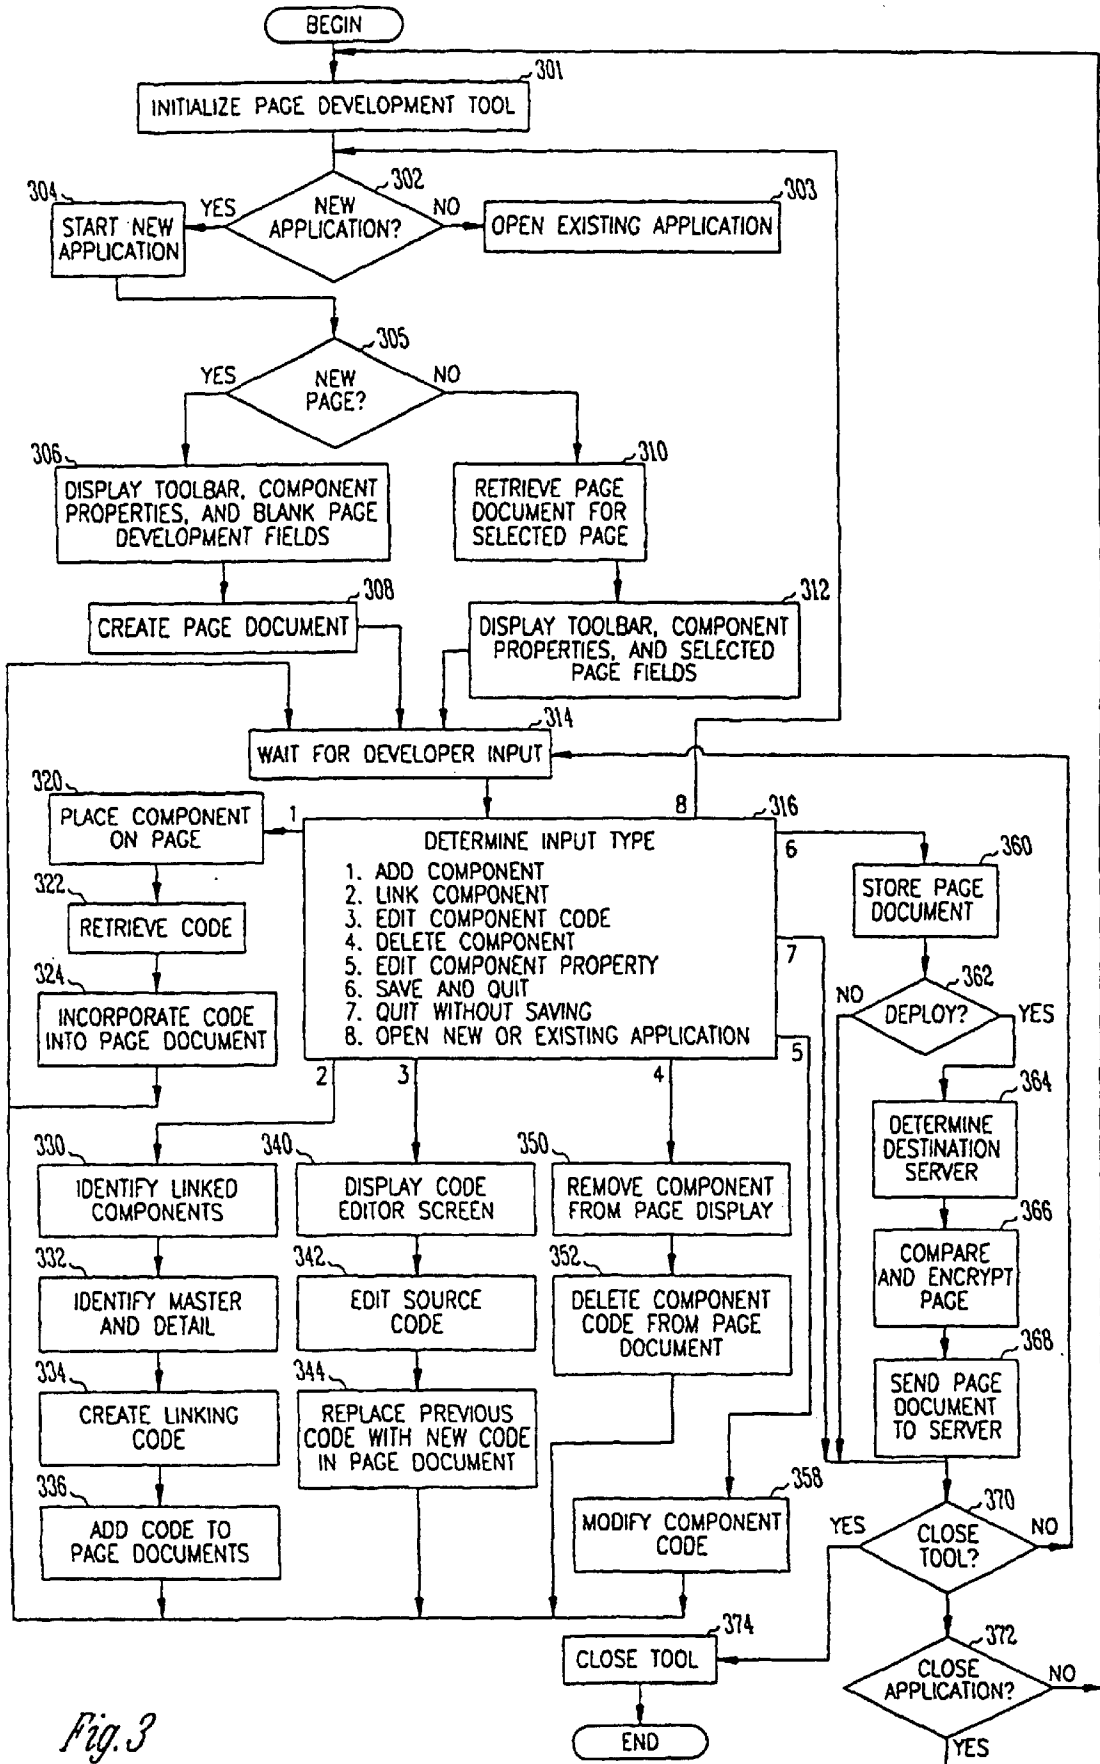 BEGIN
301
INITIALIZE PAGE DEVELOPMENT TOOL
302
303
304
YES
NEW
APPLICATION?
NO
START NEW
APPLICATION
OPEN EXISTING APPLICATION
305
YES
NEW
PAGE?
NO
306
DISPLAY TOOLBAR, COMPONENT
PROPERTIES, AND BLANK PAGE
DEVELOPMENT FIELDS
310
RETRIEVE PAGE
DOCUMENT FOR
SELECTED PAGE
308
CREATE PAGE DOCUMENT
312
DISPLAY TOOLBAR, COMPONENT
PROPERTIES, AND SELECTED
PAGE FIELDS
314
WAIT FOR DEVELOPER INPUT
320
PLACE COMPONENT
ON PAGE
1
8
316
DETERMINE INPUT TYPE
1. ADD COMPONENT
2. LINK COMPONENT
3. EDIT COMPONENT CODE
4. DELETE COMPONENT
5. EDIT COMPONENT PROPERTY
6. SAVE AND QUIT
7. QUIT WITHOUT SAVING
8. OPEN NEW OR EXISTING APPLICATION
6
7
5
2
3
4
322
RETRIEVE CODE
324
INCORPORATE CODE
INTO PAGE DOCUMENT
360
STORE PAGE
DOCUMENT
362
NO
DEPLOY?
YES
364
DETERMINE
DESTINATION
SERVER
366
COMPARE
AND ENCRYPT
PAGE
368
SEND PAGE
DOCUMENT
TO SERVER
330
IDENTIFY LINKED
COMPONENTS
332
IDENTIFY MASTER
AND DETAIL
334
CREATE LINKING
CODE
336
ADD CODE TO
PAGE DOCUMENTS
340
DISPLAY CODE
EDITOR SCREEN
342
EDIT SOURCE
CODE
344
REPLACE PREVIOUS
CODE WITH NEW CODE
IN PAGE DOCUMENT
350
REMOVE COMPONENT
FROM PAGE DISPLAY
352
DELETE COMPONENT
CODE FROM PAGE
DOCUMENT
358
MODIFY COMPONENT
CODE
370
YES
CLOSE
TOOL?
NO
372
CLOSE
APPLICATION?
NO
YES
374
CLOSE TOOL
END
Fig. 3